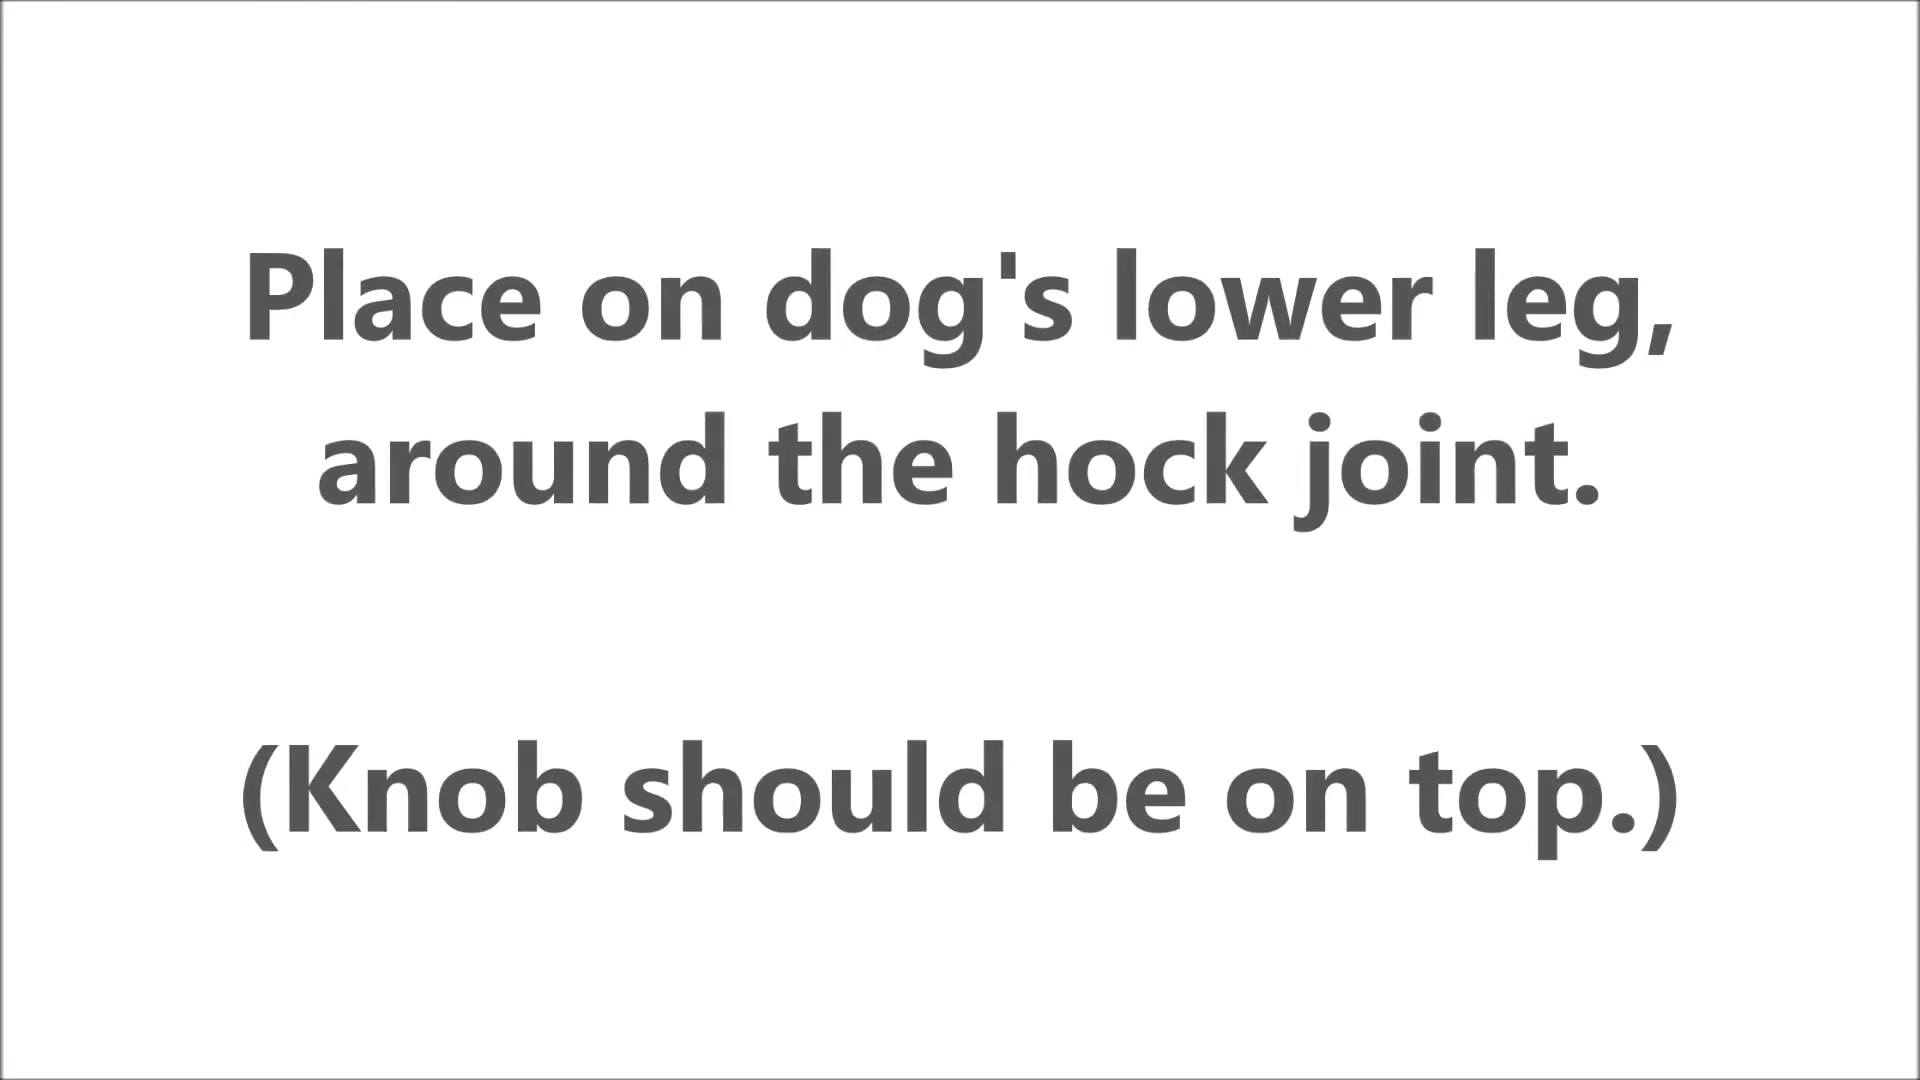 Place on dog's lower leg,
around the hock joint.
(Knob should be on top.)